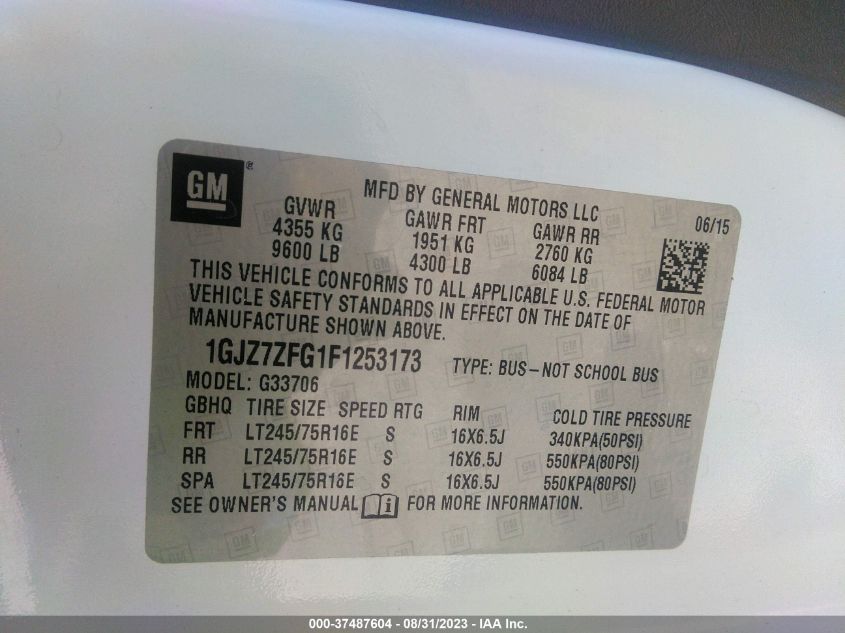 GM ®
MFD BY GENERAL MOTORS LLC
06/15
GVWR GAWR FRT GAWR RR
4355 KG 1951 KG 2760 KG
9600 LB 4300 LB 6084 LB
THIS VEHICLE CONFORMS TO ALL APPLICABLE U.S. FEDERAL MOTOR
VEHICLE SAFETY STANDARDS IN EFFECT ON THE DATE OF
MANUFACTURE SHOWN ABOVE.
1GJZ7ZFG1F1253173 TYPE: BUS–NOT SCHOOL BUS
MODEL: G33706
GBHQ TIRE SIZE SPEED RTG RIM COLD TIRE PRESSURE
FRT LT245/75R16E S 16X6.5J 340KPA(50PSI)
RR LT245/75R16E S 16X6.5J 550KPA(80PSI)
SPA LT245/75R16E S 16X6.5J 550KPA(80PSI)
SEE OWNER'S MANUAL FOR MORE INFORMATION.
000-37487604 - 08/31/2023 - IAA Inc.